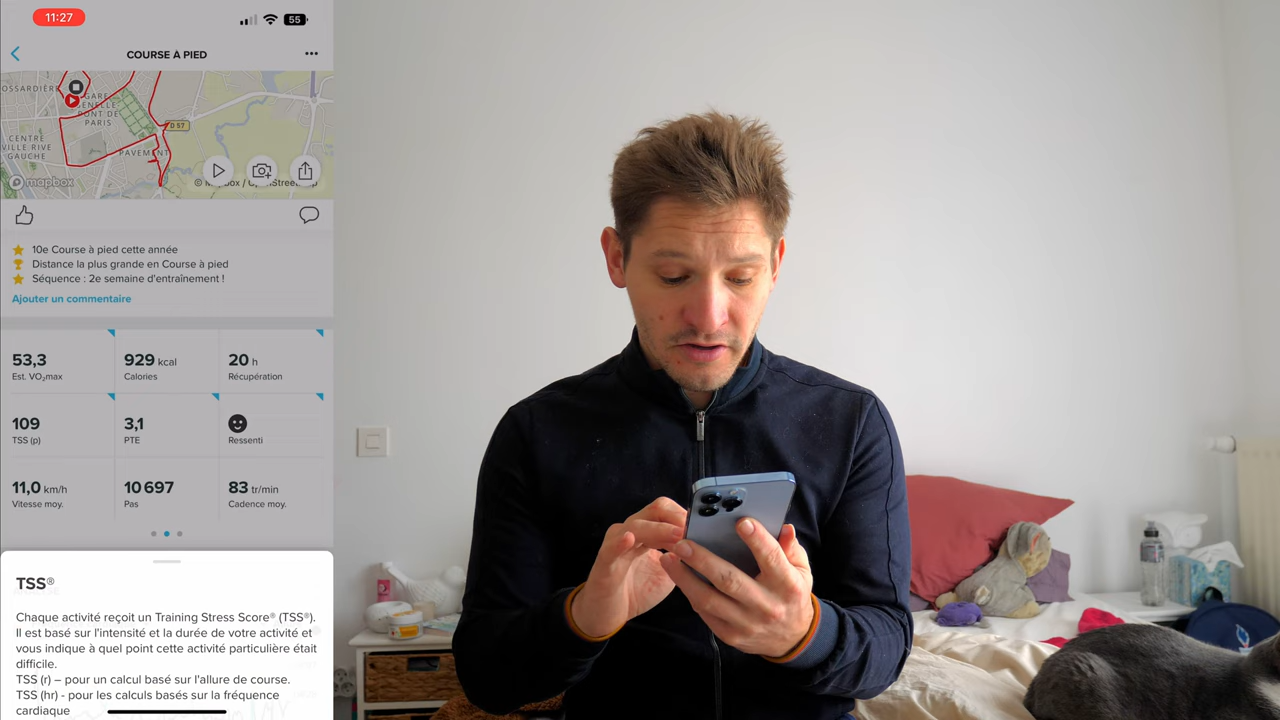 11:27
55
COURSE À PIED
GARE
PONT DE
PARIS
CENTRE
VILLE RIVE
GAUCHE
D 57
PAVEMENT
mapbox
10e Course à pied cette année
Distance la plus grande en Course à pied
Séquence : 2e semaine d'entraînement !
Ajouter un commentaire
53,3
Est. VO₂max
929 kcal
Calories
20 h
Récupération
109
TSS (p)
3,1
PTE
Ressenti
11,0 km/h
Vitesse moy.
10 697
Pas
83 tr/min
Cadence moy.
TSS®
Chaque activité reçoit un Training Stress Score® (TSS®).
Il est basé sur l'intensité et la durée de votre activité et
vous indique à quel point cette activité particulière était
difficile.
TSS (r) – pour un calcul basé sur l'allure de course.
TSS (hr) - pour les calculs basés sur la fréquence
cardiaque